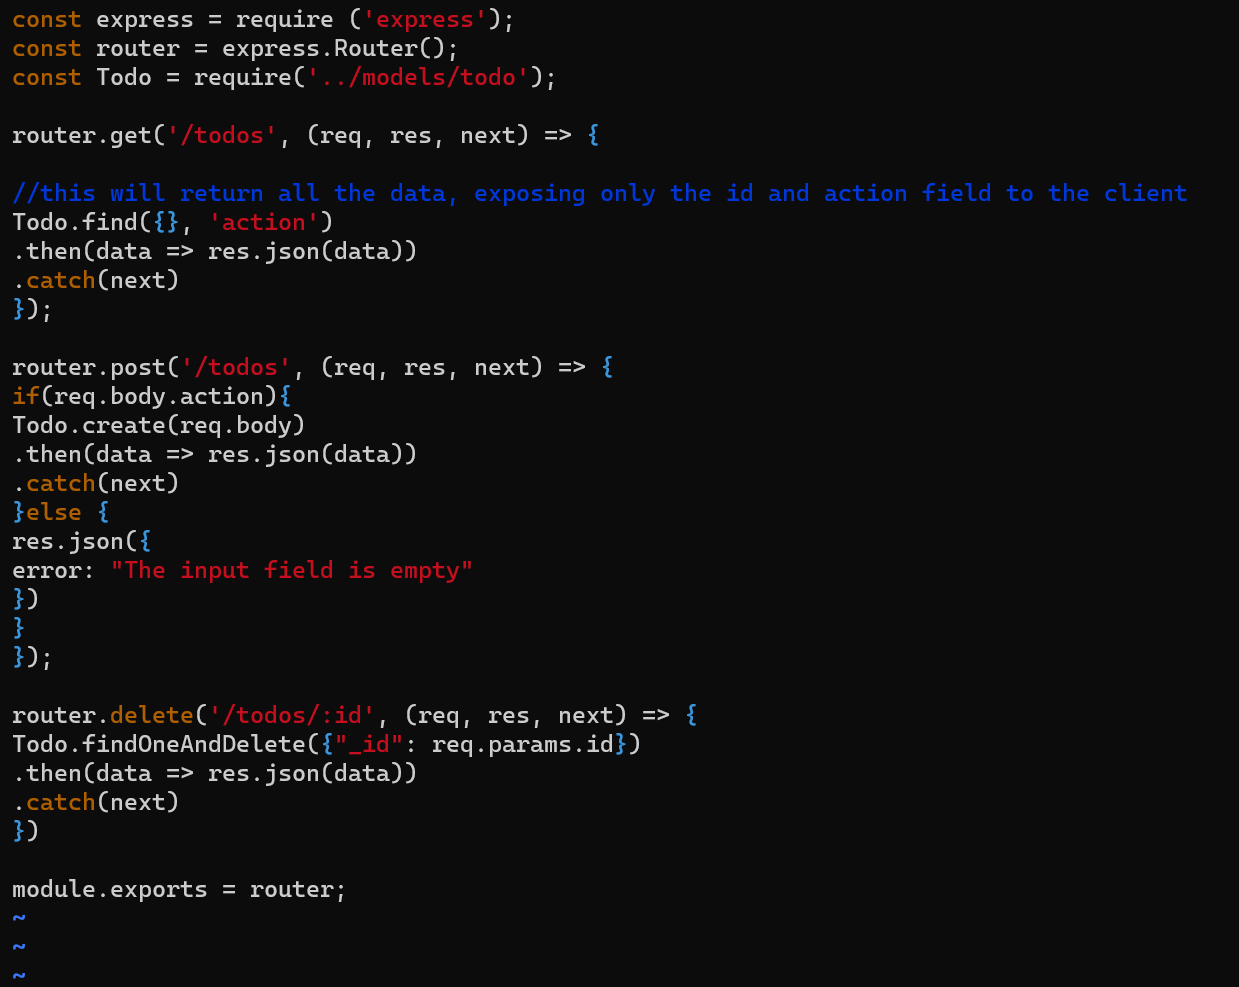 const express = require ('express');
const router = express.Router();
const Todo = require('../models/todo');

router.get('/todos', (req, res, next) => {

//this will return all the data, exposing only the id and action field to the client
Todo.find({}, 'action')
.then(data => res.json(data))
.catch(next)
});

router.post('/todos', (req, res, next) => {
if(req.body.action){
Todo.create(req.body)
.then(data => res.json(data))
.catch(next)
}else {
res.json({
error: "The input field is empty"
})
}
});

router.delete('/todos/:id', (req, res, next) => {
Todo.findOneAndDelete({"_id": req.params.id})
.then(data => res.json(data))
.catch(next)
})

module.exports = router;
~
~
~